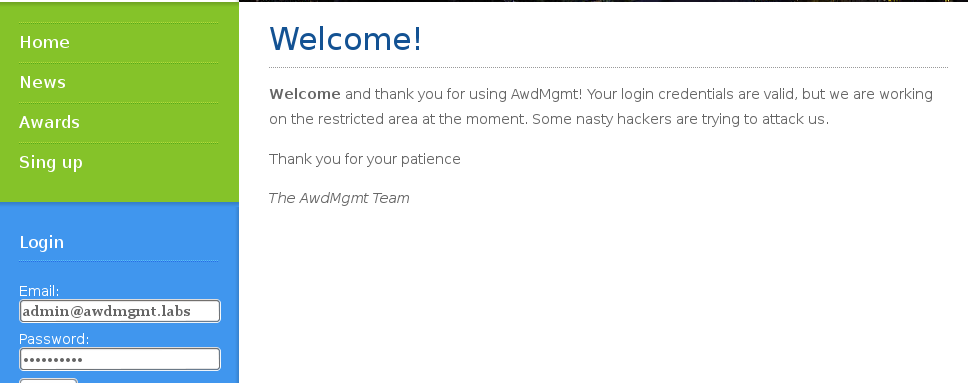 Home
News
Awards
Sing up
Login
Email:
admin@awdmgmt.labs
Password:
••••••••••
Welcome!
Welcome and thank you for using AwdMgmt! Your login credentials are valid, but we are working
on the restricted area at the moment. Some nasty hackers are trying to attack us.
Thank you for your patience
The AwdMgmt Team